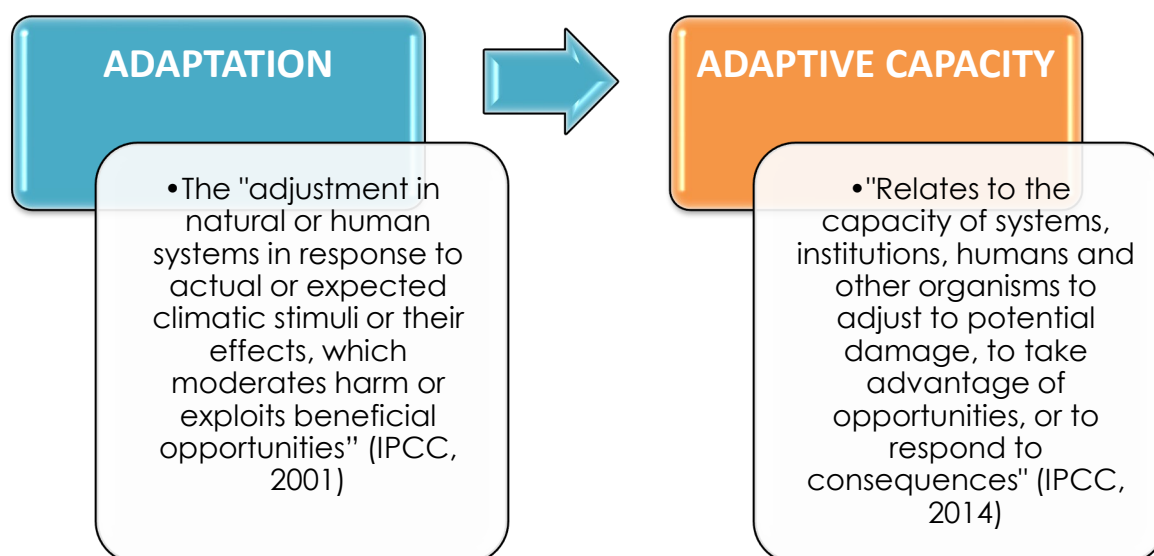 ADAPTATION
•The "adjustment in
natural or human
systems in response to
actual or expected
climatic stimuli or their
effects, which
moderates harm or
exploits beneficial
opportunities” (IPCC,
2001)
ADAPTIVE CAPACITY
•"Relates to the
capacity of systems,
institutions, humans and
other organisms to
adjust to potential
damage, to take
advantage of
opportunities, or to
respond to
consequences" (IPCC,
2014)